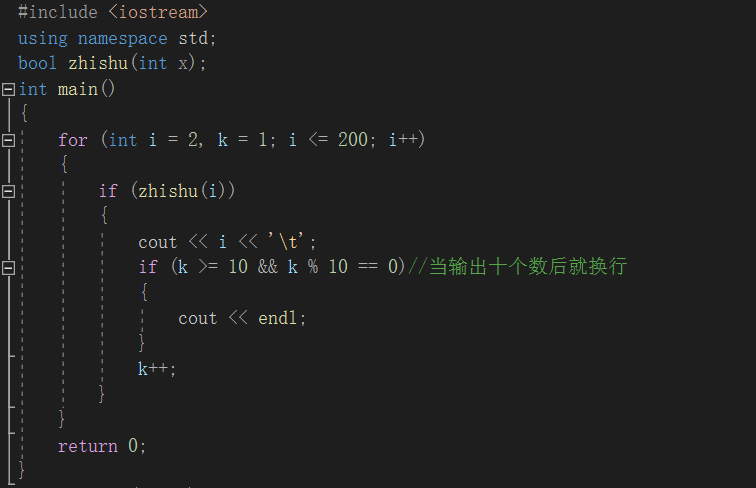 #include <iostream>
using namespace std;
bool zhishu(int x);
int main()
{
    for (int i = 2, k = 1; i <= 200; i++)
    {
        if (zhishu(i))
        {
            cout << i << '\t';
            if (k >= 10 && k % 10 == 0)//当输出十个数后就换行
            {
                cout << endl;
            }
            k++;
        }
    }
    return 0;
}